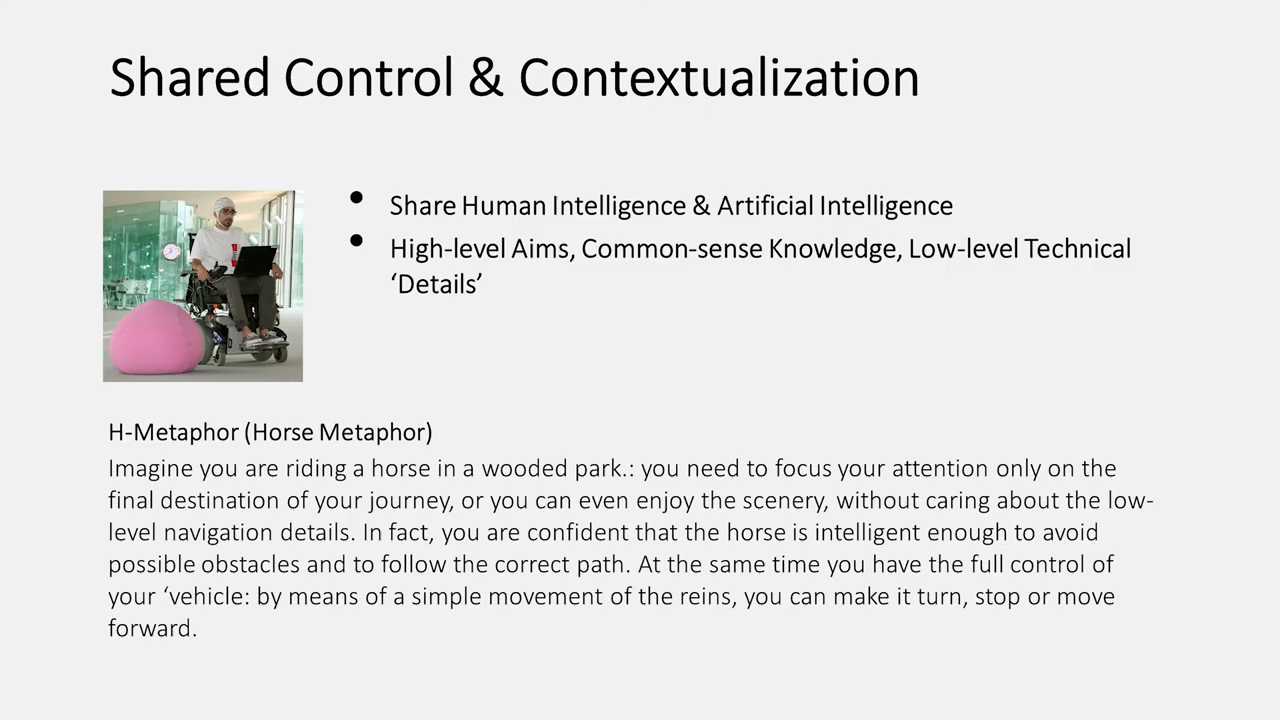 Shared Control & Contextualization
• Share Human Intelligence & Artificial Intelligence
• High-level Aims, Common-sense Knowledge, Low-level Technical
‘Details’
H-Metaphor (Horse Metaphor)
Imagine you are riding a horse in a wooded park.: you need to focus your attention only on the
final destination of your journey, or you can even enjoy the scenery, without caring about the low-
level navigation details. In fact, you are confident that the horse is intelligent enough to avoid
possible obstacles and to follow the correct path. At the same time you have the full control of
your ‘vehicle: by means of a simple movement of the reins, you can make it turn, stop or move
forward.